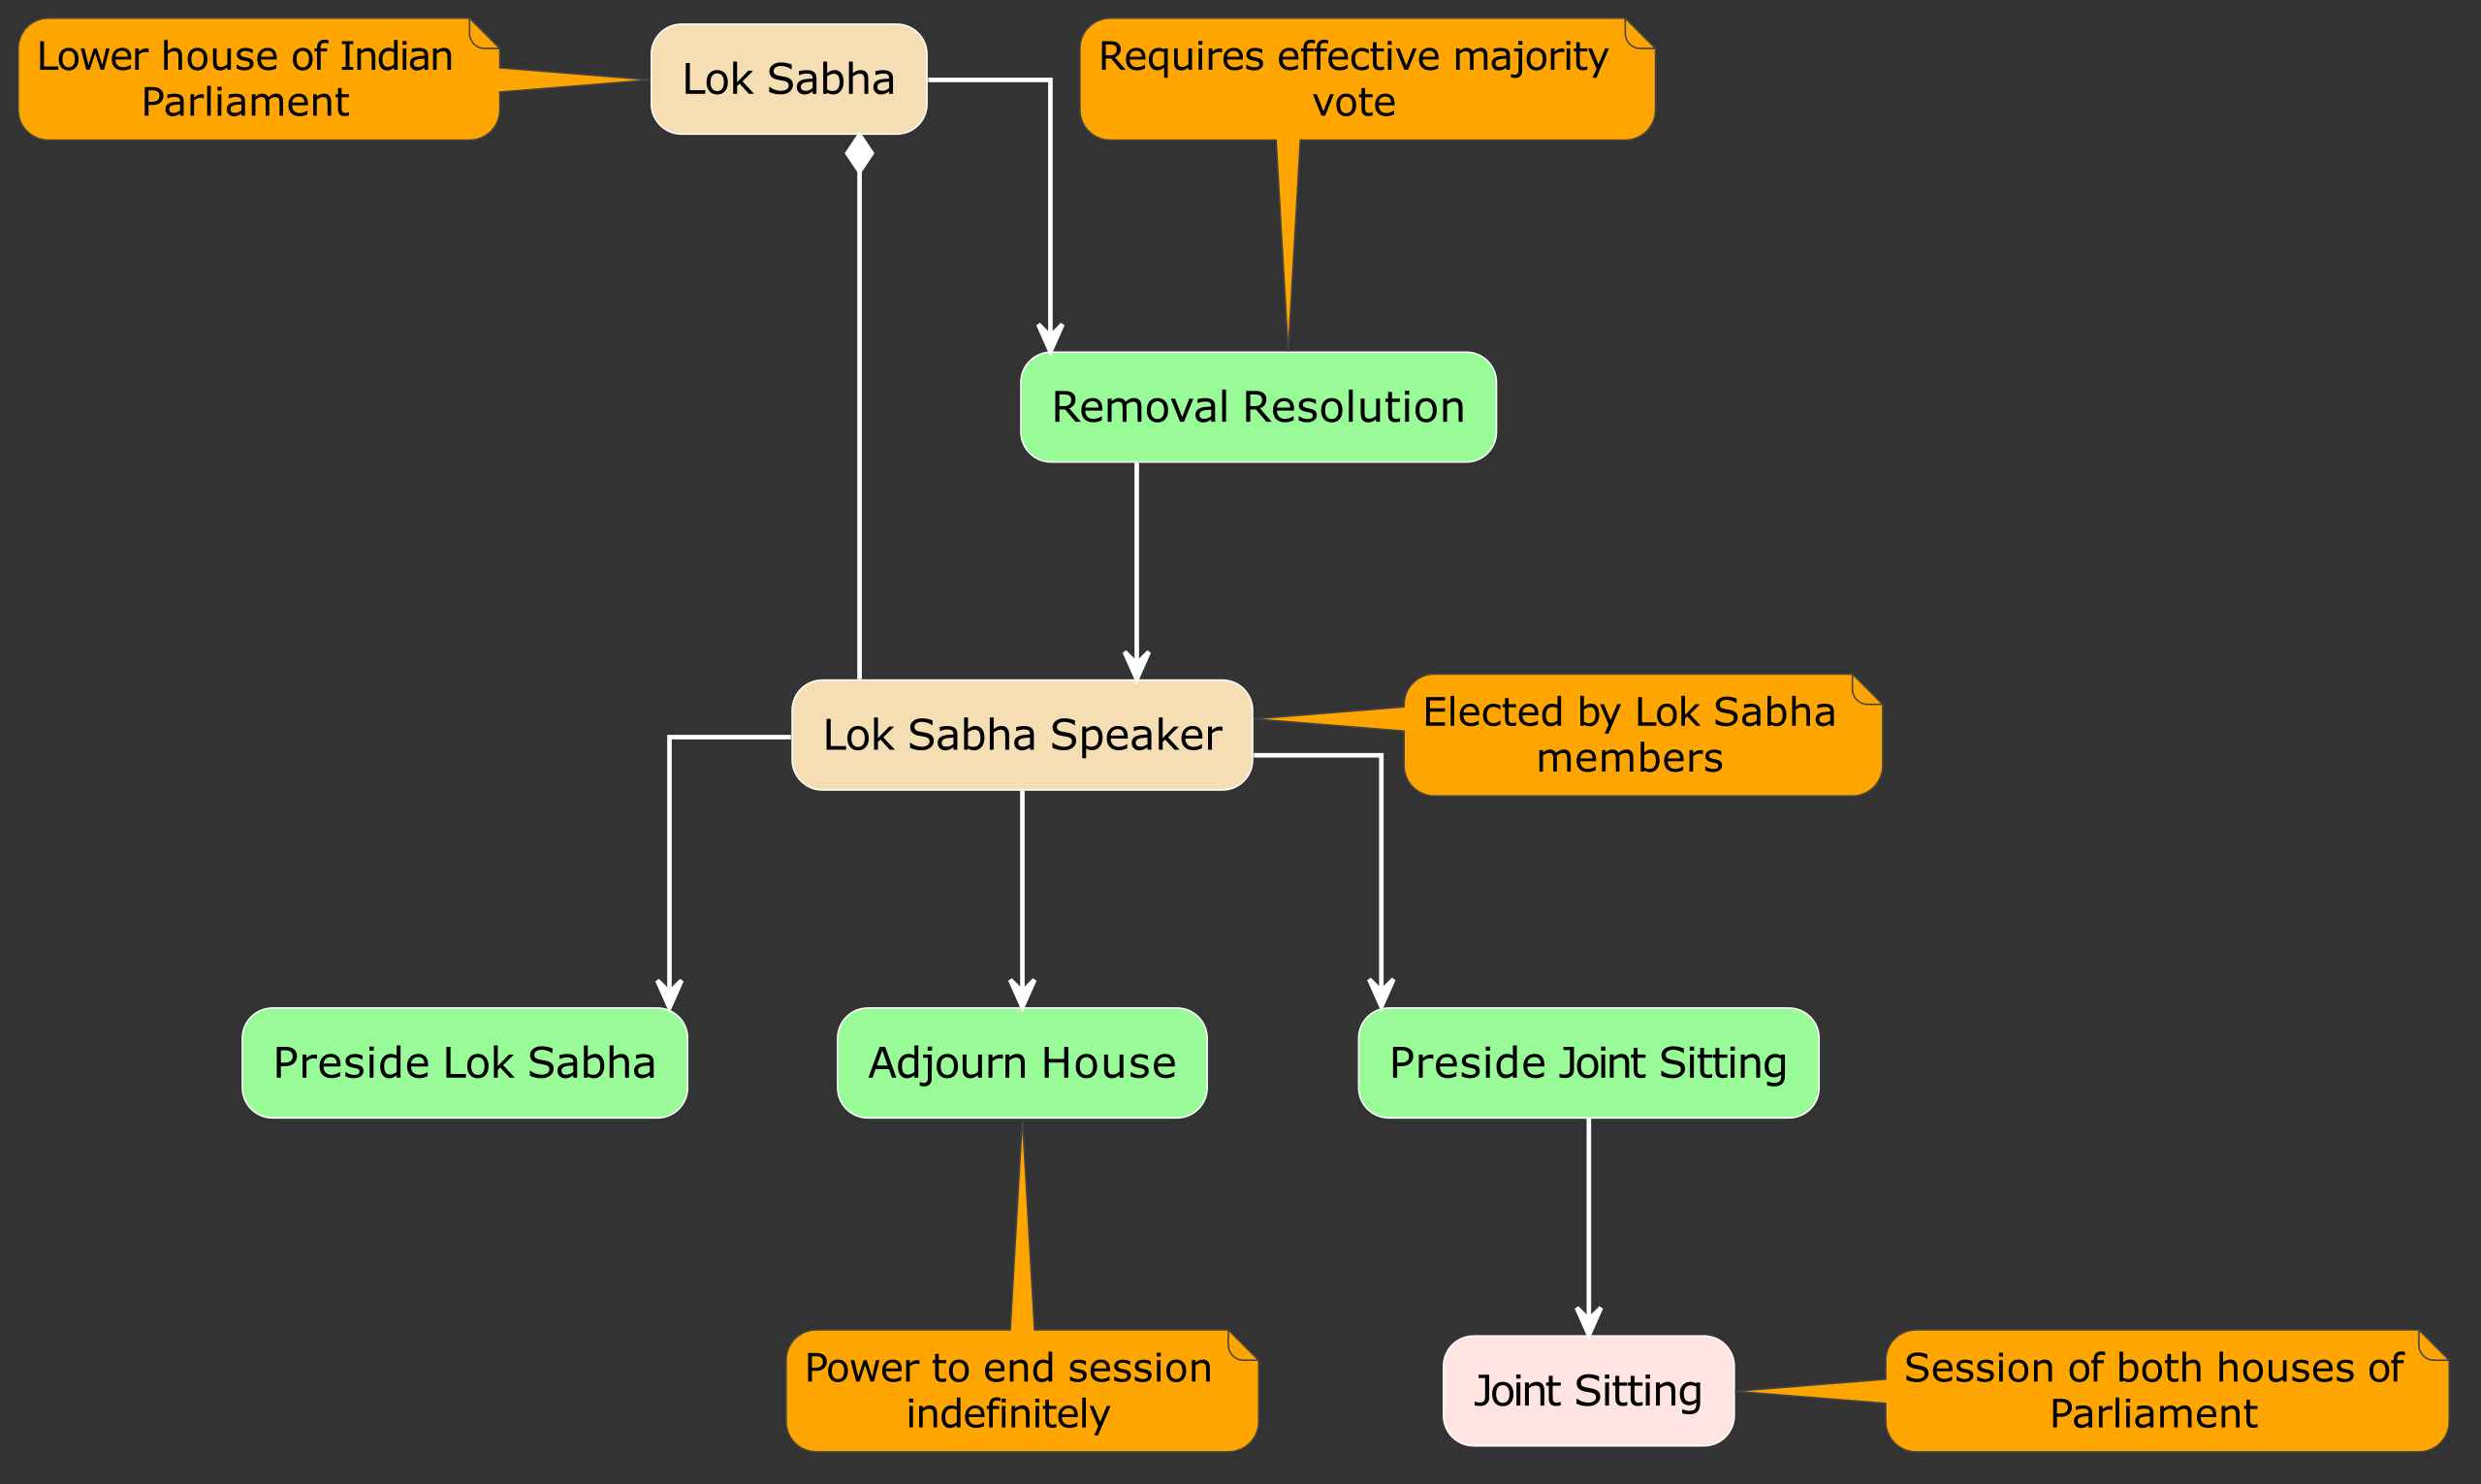 Lower house of Indian
Parliament
Lok Sabha
Requires effective majority
vote
Removal Resolution
Lok Sabha Speaker
Elected by Lok Sabha
members
Preside Lok Sabha
Adjourn House
Preside Joint Sitting
Power to end session
indefinitely
Joint Sitting
Session of both houses of
Parliament